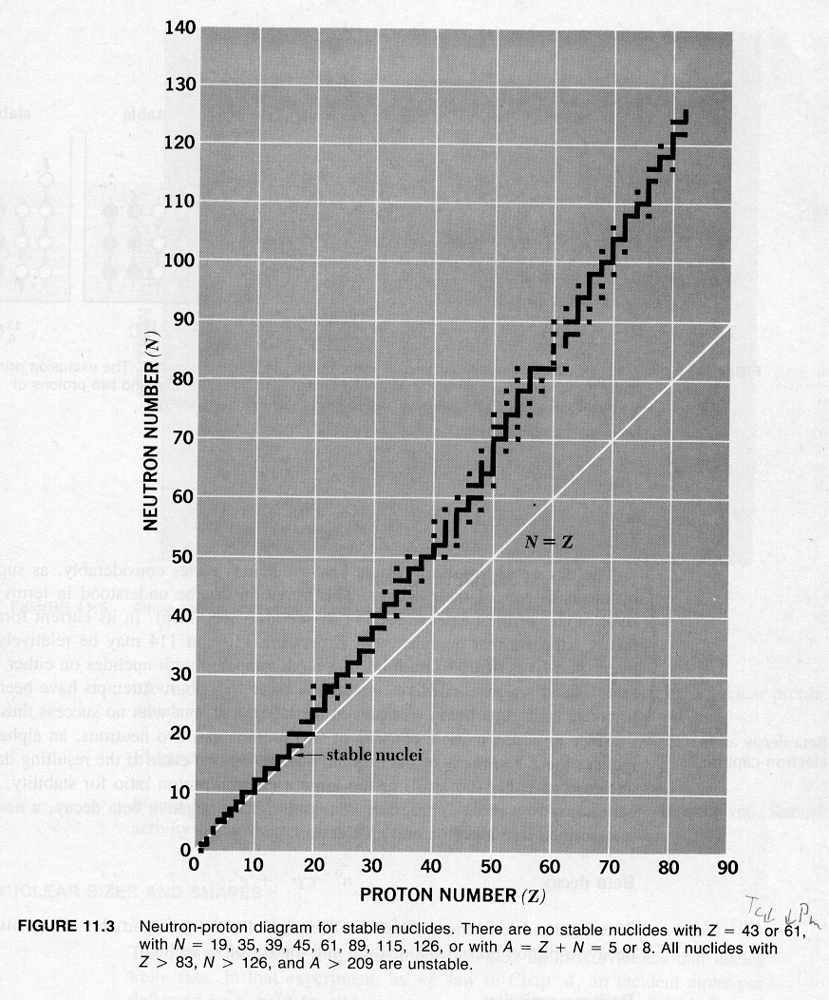 140
130
120
110
100
90
80
70
60
50
40
30
20
10
0
NEUTRON NUMBER (N)
N = Z
stable nuclei
0 10 20 30 40 50 60 70 80 90
PROTON NUMBER (Z)
Tc↓ ↓Pm
FIGURE 11.3 Neutron-proton diagram for stable nuclides. There are no stable nuclides with Z = 43 or 61,
with N = 19, 35, 39, 45, 61, 89, 115, 126, or with A = Z + N = 5 or 8. All nuclides with
Z > 83, N > 126, and A > 209 are unstable.